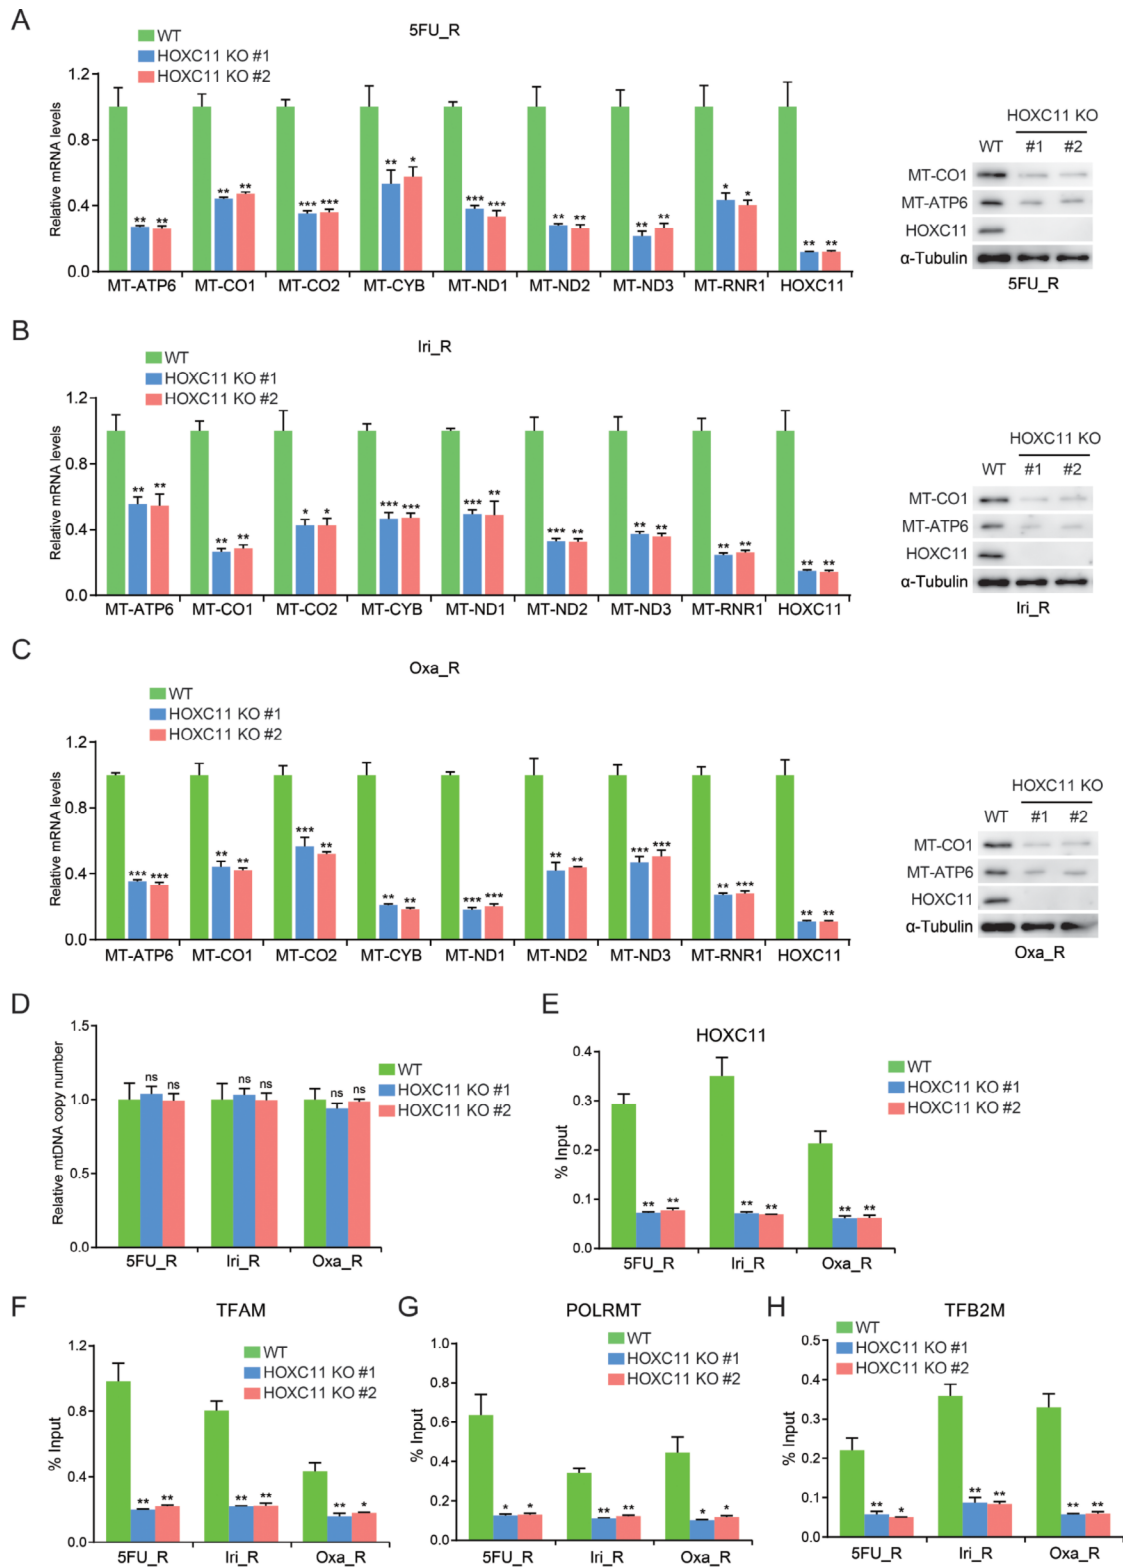 A
5FU_R
WT
HOXC11 KO #1
HOXC11 KO #2
Relative mRNA levels
1.2
0.8
0.4
0.0
** ** ** ** *** *** ** * *** *** ** ** ** ** * * ** **
MT-ATP6 MT-CO1 MT-CO2 MT-CYB MT-ND1 MT-ND2 MT-ND3 MT-RNR1 HOXC11
HOXC11 KO
WT #1 #2
MT-CO1
MT-ATP6
HOXC11
α-Tubulin
5FU_R
B
Iri_R
WT
HOXC11 KO #1
HOXC11 KO #2
Relative mRNA levels
1.2
0.8
0.4
0.0
** ** ** ** * * *** *** *** ** *** ** ** ** ** ** ** **
MT-ATP6 MT-CO1 MT-CO2 MT-CYB MT-ND1 MT-ND2 MT-ND3 MT-RNR1 HOXC11
HOXC11 KO
WT #1 #2
MT-CO1
MT-ATP6
HOXC11
α-Tubulin
Iri_R
C
Oxa_R
WT
HOXC11 KO #1
HOXC11 KO #2
Relative mRNA levels
1.2
0.8
0.4
0.0
*** *** ** ** *** ** ** ** *** *** ** ** *** *** ** *** ** **
MT-ATP6 MT-CO1 MT-CO2 MT-CYB MT-ND1 MT-ND2 MT-ND3 MT-RNR1 HOXC11
HOXC11 KO
WT #1 #2
MT-CO1
MT-ATP6
HOXC11
α-Tubulin
Oxa_R
D
Relative mtDNA copy number
1.5
1.0
0.5
0.0
ns ns ns ns ns ns
5FU_R Iri_R Oxa_R
WT
HOXC11 KO #1
HOXC11 KO #2
E
HOXC11
% Input
0.4
0.3
0.2
0.1
0.0
** ** ** ** ** **
5FU_R Iri_R Oxa_R
WT
HOXC11 KO #1
HOXC11 KO #2
F
TFAM
WT
HOXC11 KO #1
HOXC11 KO #2
% Input
1.2
0.8
0.4
0.0
** ** ** ** ** *
5FU_R Iri_R Oxa_R
G
POLRMT
WT
HOXC11 KO #1
HOXC11 KO #2
% Input
1.0
0.8
0.6
0.4
0.2
0.0
* * ** ** * *
5FU_R Iri_R Oxa_R
H
TFB2M
WT
HOXC11 KO #1
HOXC11 KO #2
% Input
0.5
0.4
0.3
0.2
0.1
0.0
** * ** ** ** **
5FU_R Iri_R Oxa_R